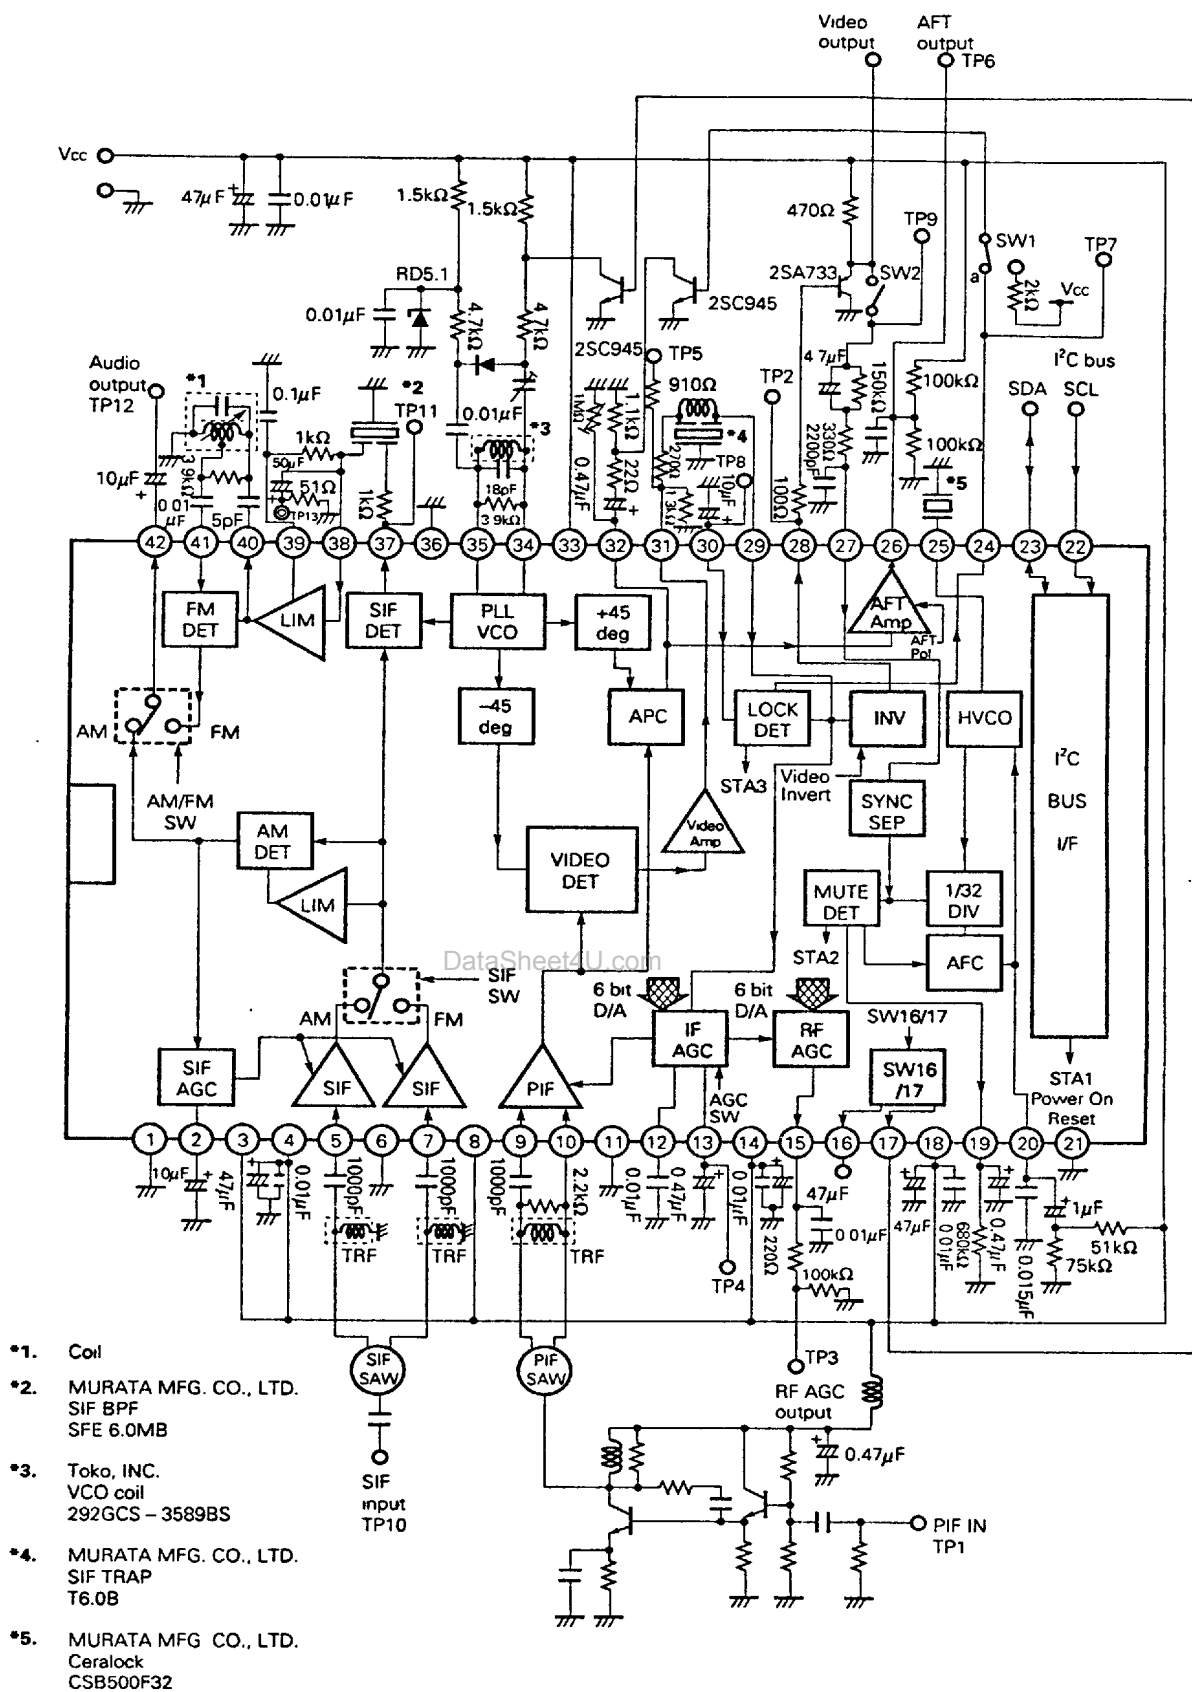 Video
output
AFT
output
TP6
Vcc
47µF
+
0.01µF
1.5kΩ
1.5kΩ
470Ω
TP9
SW1
TP7
RD5.1
2SA733
SW2
a
2kΩ
Vcc
2SC945
0.01µF
4.7kΩ
4.7kΩ
2SC945
TP5
4 7µF
I²C bus
Audio
output
TP12
*1
0.1µF
*2
TP11
0.01µF
*3
1MΩ
1.1kΩ
910Ω
*4
TP2
150kΩ
100kΩ
SDA
SCL
10µF
+
3.9kΩ
0.01
µF
5pF
1kΩ
50µF
51Ω
TP13
1kΩ
18pF
3 9kΩ
0.47µF
22Ω
+
270Ω
1.3kΩ
TP8
10µF
100Ω
330Ω
2200pF
100kΩ
*5
42
41
40
39
38
37
36
35
34
33
32
31
30
29
28
27
26
25
24
23
22
FM
DET
LIM
SIF
DET
PLL
VCO
+45
deg
AFT
Amp
AFT
Pol
-45
deg
APC
LOCK
DET
INV
HVCO
I²C
BUS
I/F
AM
FM
AM/FM
SW
STA3
Video
Invert
SYNC
SEP
AM
DET
LIM
VIDEO
DET
Video
Amp
MUTE
DET
1/32
DIV
STA2
AFC
DataSheet4U.com
SIF
SW
AM
FM
6 bit
D/A
6 bit
D/A
SW16/17
SIF
AGC
SIF
SIF
PIF
IF
AGC
RF
AGC
SW16
/17
AGC
SW
STA1
Power On
Reset
1
2
3
4
5
6
7
8
9
10
11
12
13
14
15
16
17
18
19
20
21
10µF
+
47µF
+
0.01µF
1000pF
1000pF
1000pF
2.2kΩ
0.01µF
0.47µF
+
0.01µF
+
220Ω
47µF
0 01µF
+
47µF
0.01µF
680kΩ
+
0.47µF
0.015µF
+
1µF
51kΩ
75kΩ
TRF
TRF
TRF
TP4
100kΩ
SIF
SAW
PIF
SAW
TP3
RF AGC
output
SIF
input
TP10
+
0.47µF
PIF IN
TP1
*1. Coil
*2. MURATA MFG. CO., LTD.
SIF BPF
SFE 6.0MB
*3. Toko, INC.
VCO coil
292GCS – 3589BS
*4. MURATA MFG. CO., LTD.
SIF TRAP
T6.0B
*5. MURATA MFG CO., LTD.
Ceralock
CSB500F32